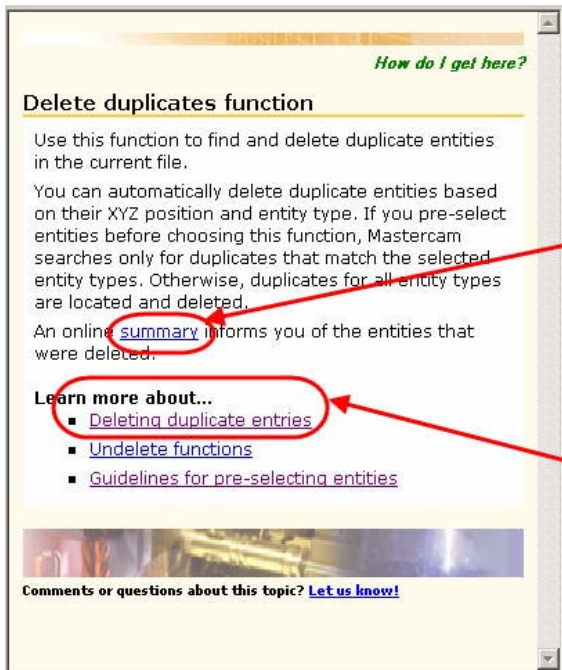 How do I get here?
Delete duplicates function
Use this function to find and delete duplicate entities
in the current file.
You can automatically delete duplicate entities based
on their XYZ position and entity type. If you pre-select
entities before choosing this function, Mastercam
searches only for duplicates that match the selected
entity types. Otherwise, duplicates for all entity types
are located and deleted.
An online summary informs you of the entities that
were deleted.
Learn more about...
▪ Deleting duplicate entries
▪ Undelete functions
▪ Guidelines for pre-selecting entities
Comments or questions about this topic? Let us know!